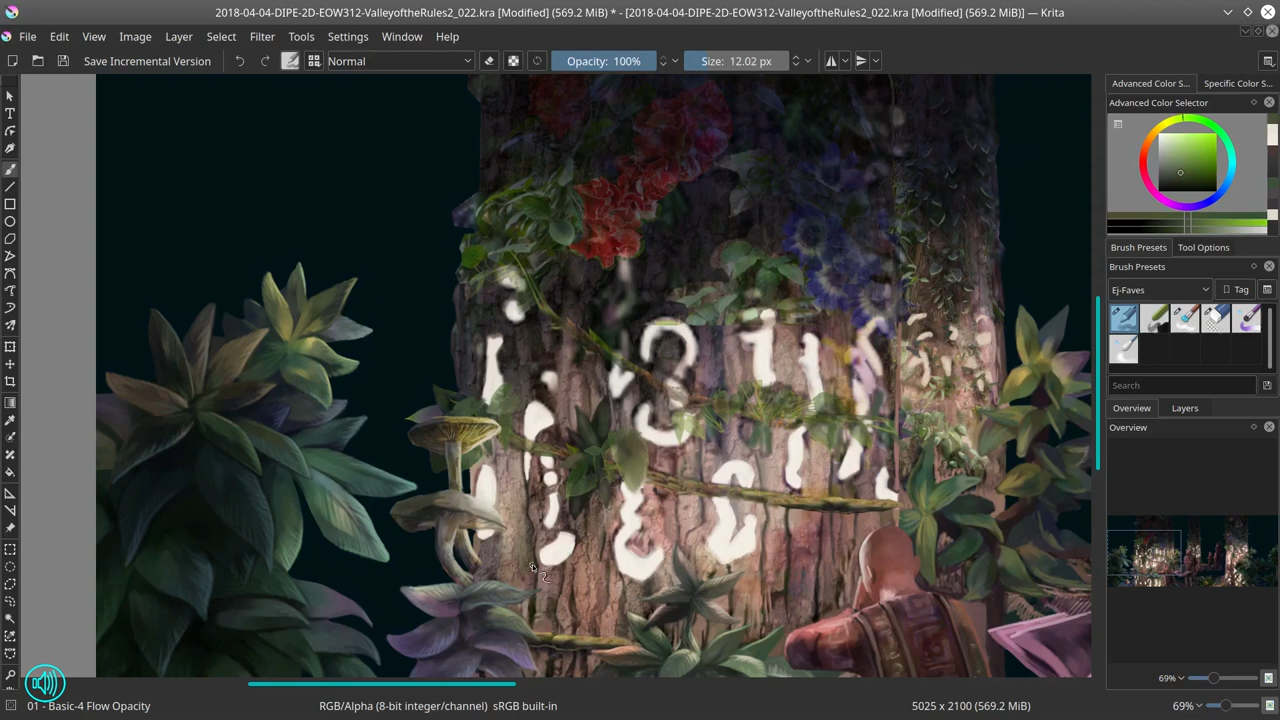 2018-04-04-DIPE-2D-EOW312-ValleyoftheRules2_022.kra [Modified] (569.2 MiB) * - [2018-04-04-DIPE-2D-EOW312-ValleyoftheRules2_022.kra [Modified] (569.2 MiB)] — Krita
File Edit View Image Layer Select Filter Tools Settings Window Help
Save Incremental Version Normal Opacity: 100% Size: 12.02 px
Advanced Color S... Specific Color S...
Advanced Color Selector
Brush Presets Tool Options
Brush Presets
Ej-Faves Tag
Search
Overview Layers
Overview
69%
01 - Basic-4 Flow Opacity RGB/Alpha (8-bit integer/channel) sRGB built-in 5025 x 2100 (569.2 MiB) 69%